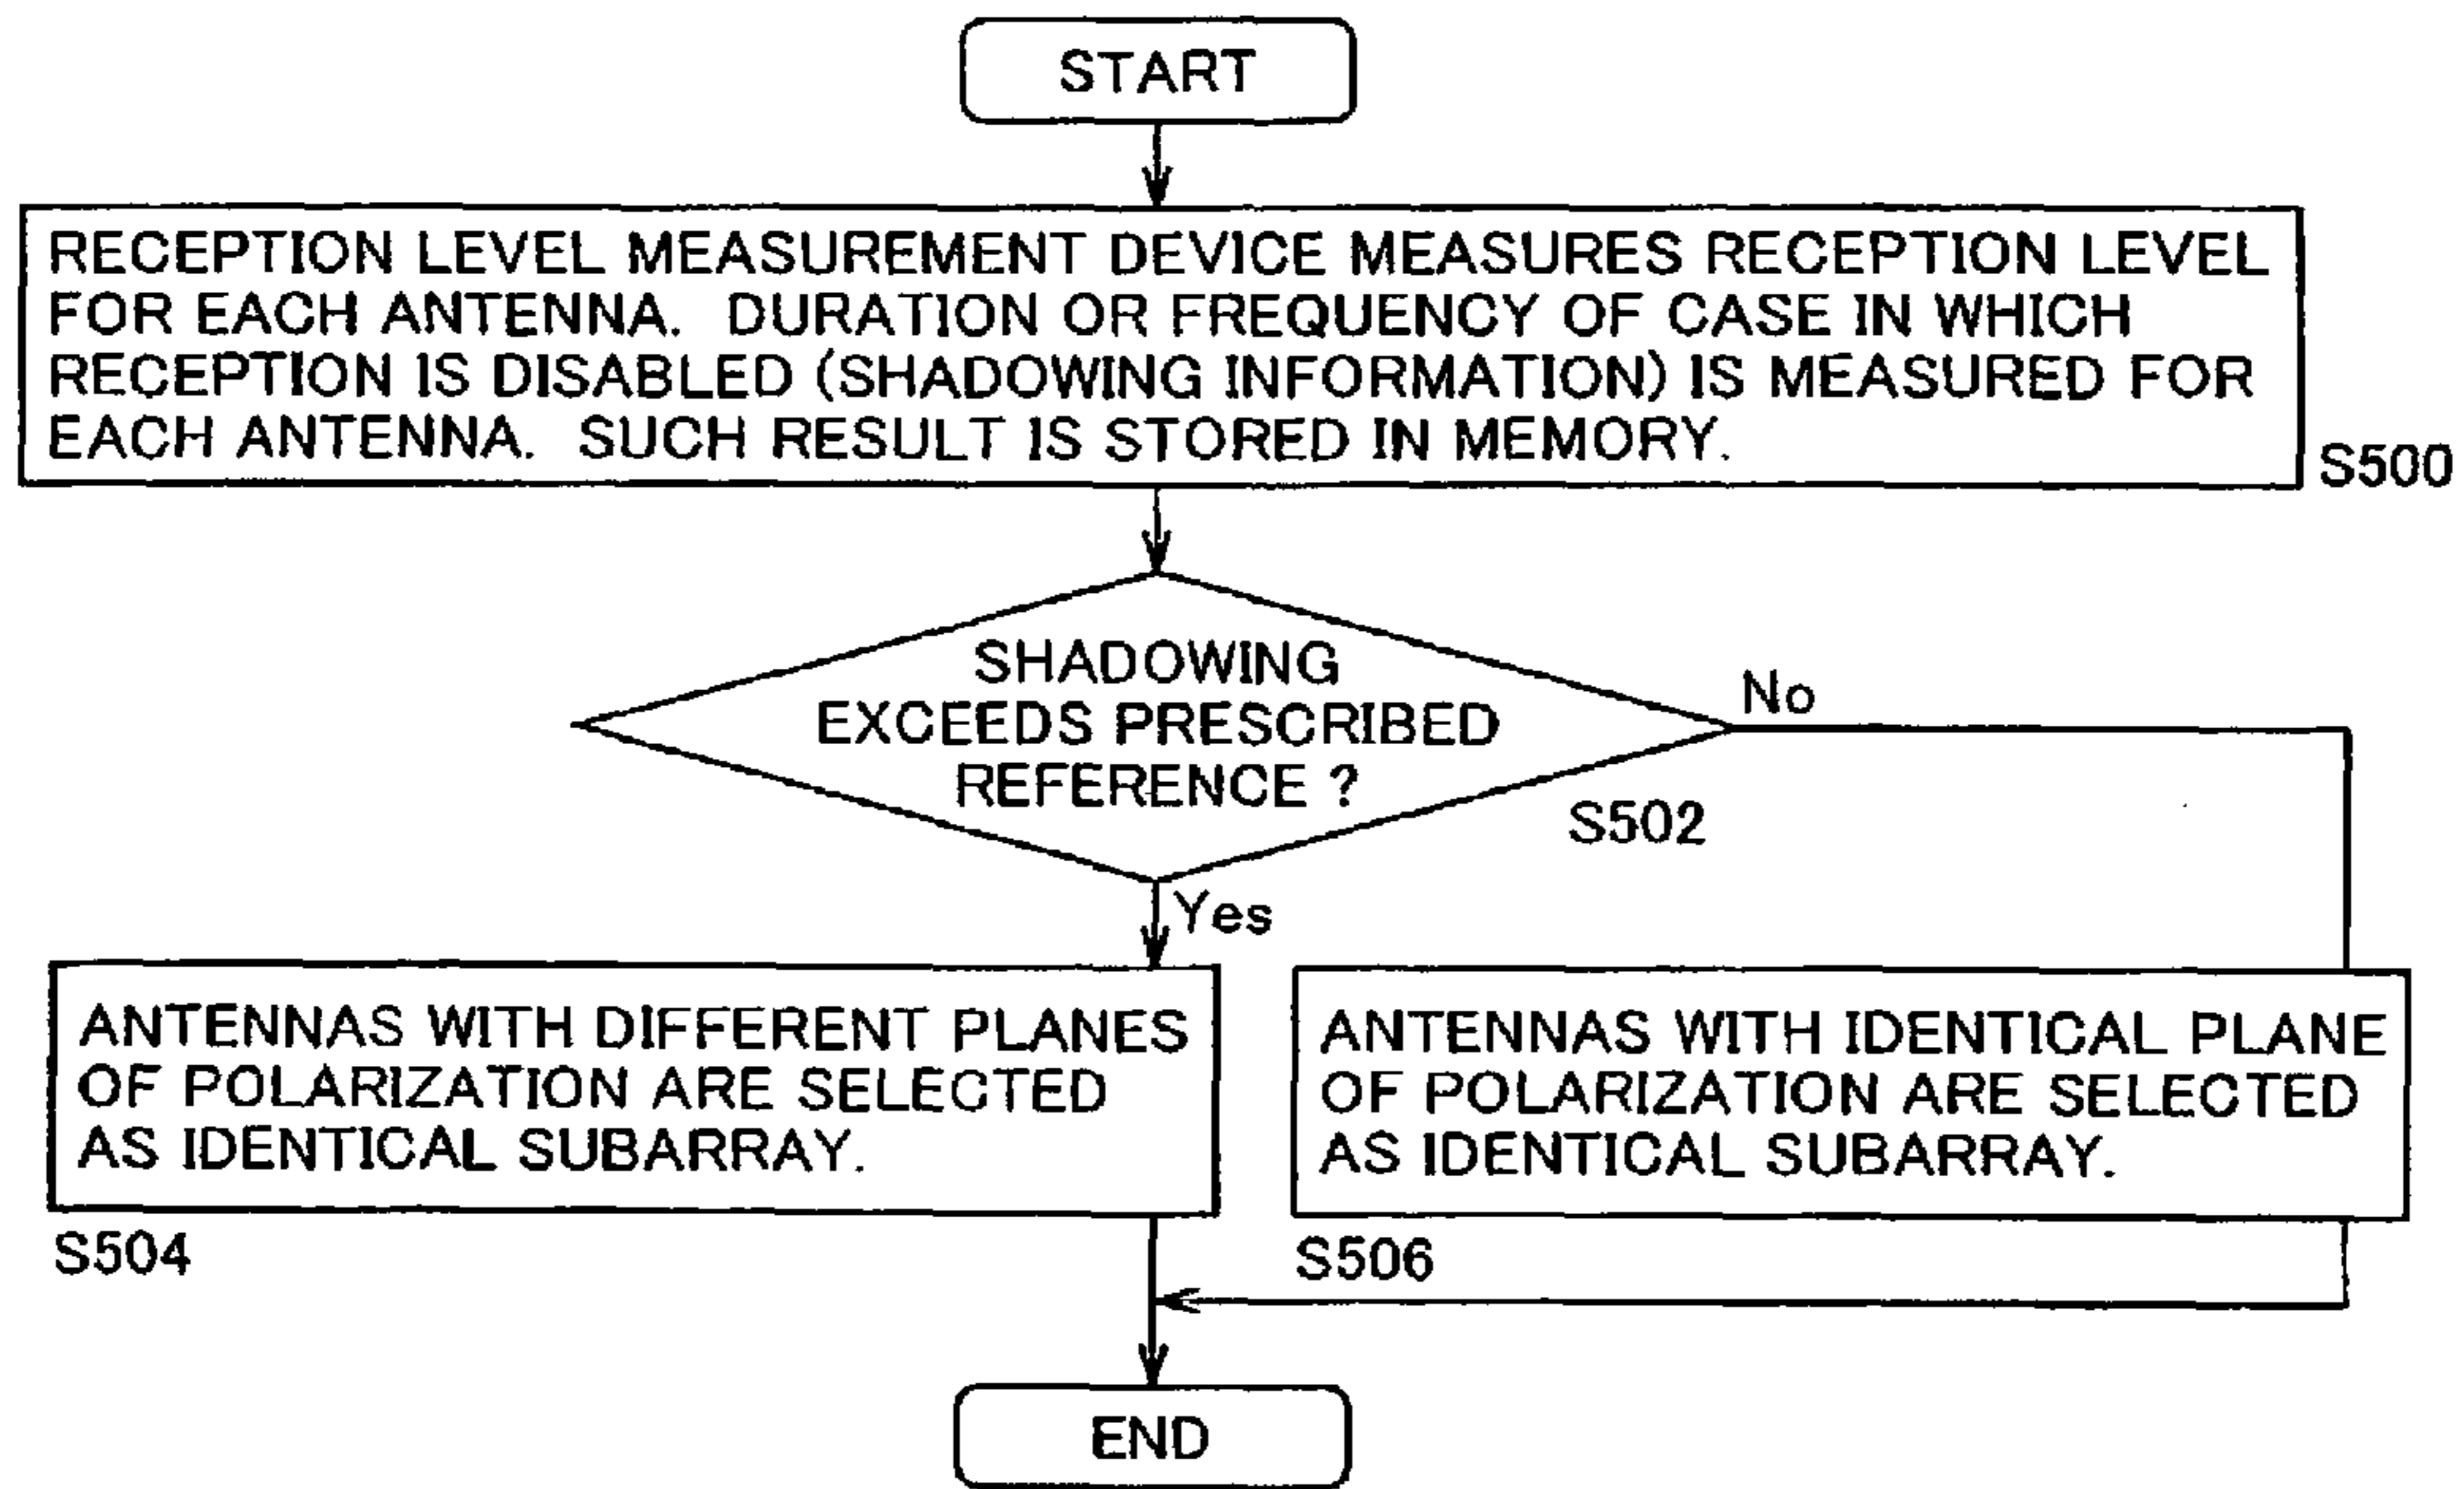 START
RECEPTION LEVEL MEASUREMENT DEVICE MEASURES RECEPTION LEVEL
FOR EACH ANTENNA. DURATION OR FREQUENCY OF CASE IN WHICH
RECEPTION IS DISABLED (SHADOWING INFORMATION) IS MEASURED FOR
EACH ANTENNA. SUCH RESULT IS STORED IN MEMORY.
S500
SHADOWING
EXCEEDS PRESCRIBED
REFERENCE ?
No
S502
Yes
ANTENNAS WITH DIFFERENT PLANES
OF POLARIZATION ARE SELECTED
AS IDENTICAL SUBARRAY.
S504
ANTENNAS WITH IDENTICAL PLANE
OF POLARIZATION ARE SELECTED
AS IDENTICAL SUBARRAY.
S506
END